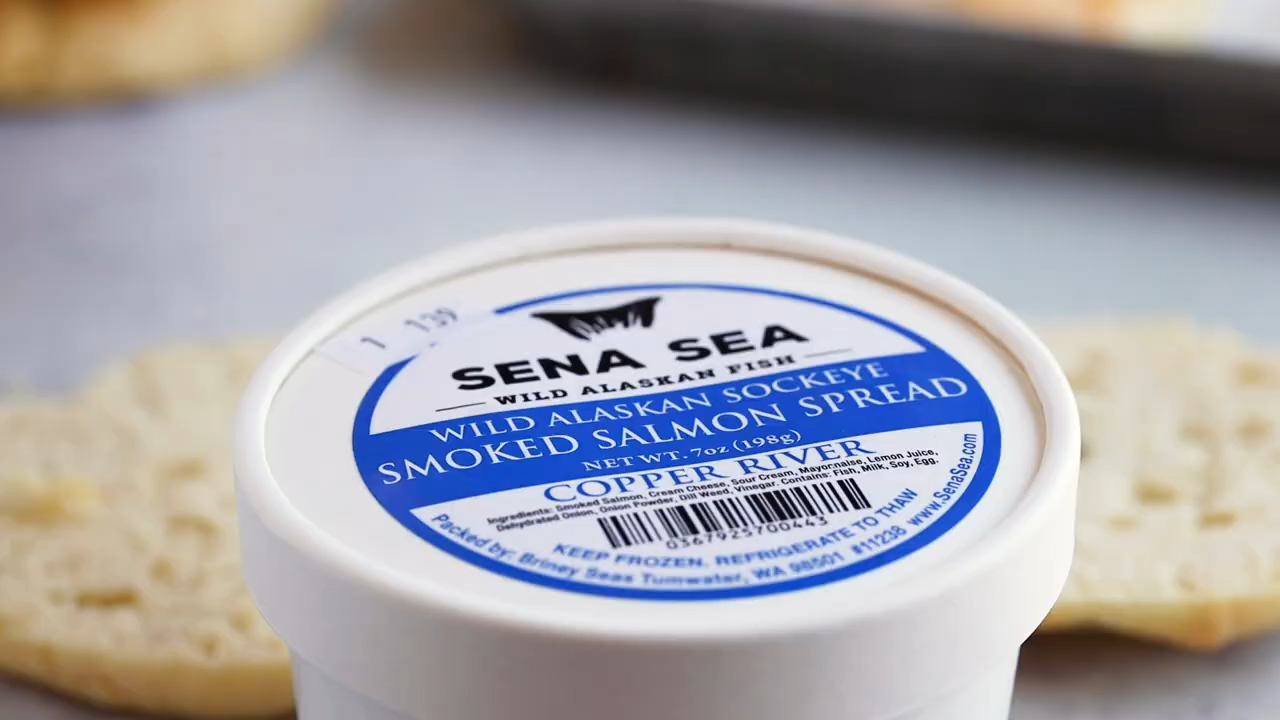 1 139
SENA SEA
WILD ALASKAN FISH
WILD ALASKAN SOCKEYE
SMOKED SALMON SPREAD
NET WT. 7oz (198g)
COPPER RIVER
Ingredients: Smoked Salmon, Cream Cheese, Sour Cream, Mayonnaise, Lemon Juice,
Dehydrated Onion, Onion Powder, Dill Weed, Vinegar. Contains: Fish, Milk, Soy, Egg.
0367925700443
KEEP FROZEN. REFRIGERATE TO THAW
Packed by: Briney Seas Tumwater, WA 98501 #11238 www.SenaSea.com